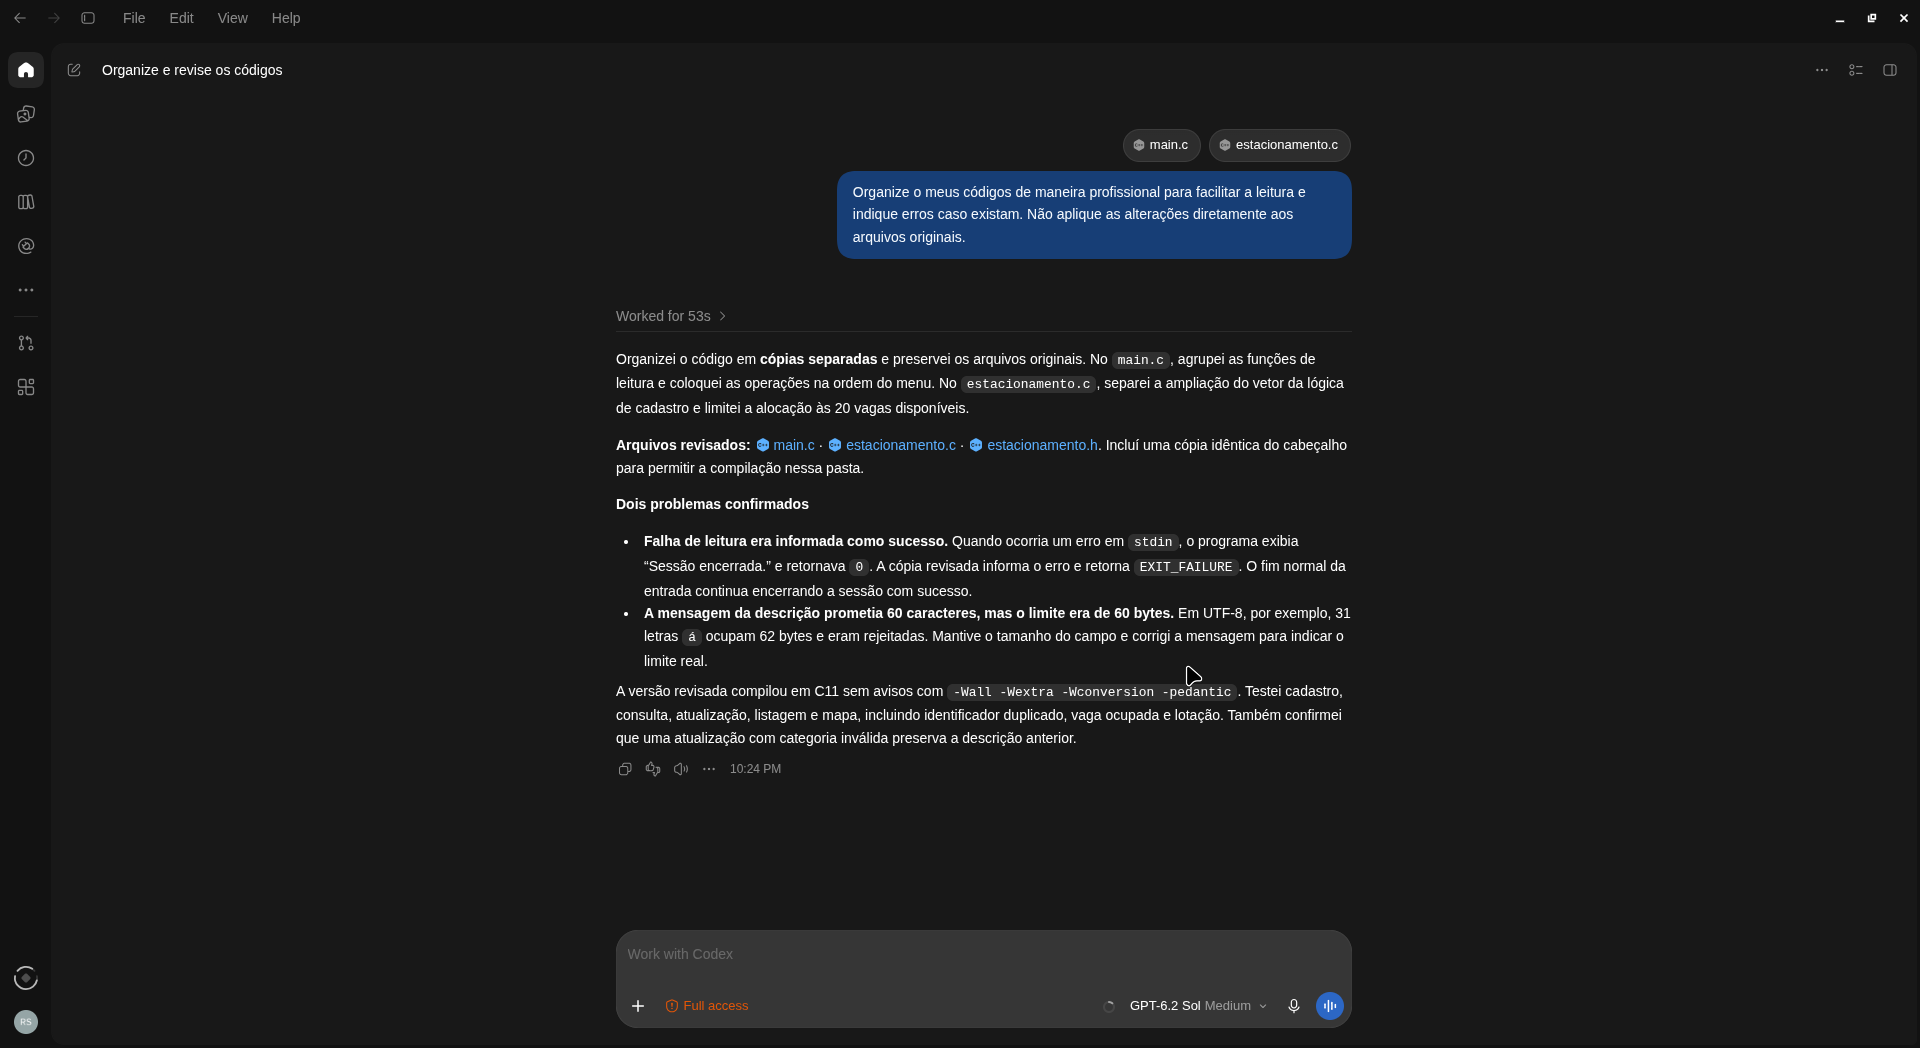 File Edit View Help
Organize e revise os códigos
main.c estacionamento.c
Organize o meus códigos de maneira profissional para facilitar a leitura e
indique erros caso existam. Não aplique as alterações diretamente aos
arquivos originais.
Worked for 53s
Organizei o código em cópias separadas e preservei os arquivos originais. No main.c, agrupei as funções de
leitura e coloquei as operações na ordem do menu. No estacionamento.c, separei a ampliação do vetor da lógica
de cadastro e limitei a alocação às 20 vagas disponíveis.
Arquivos revisados: main.c · estacionamento.c · estacionamento.h. Incluí uma cópia idêntica do cabeçalho
para permitir a compilação nessa pasta.
Dois problemas confirmados
• Falha de leitura era informada como sucesso. Quando ocorria um erro em stdin, o programa exibia
“Sessão encerrada.” e retornava 0. A cópia revisada informa o erro e retorna EXIT_FAILURE. O fim normal da
entrada continua encerrando a sessão com sucesso.
• A mensagem da descrição prometia 60 caracteres, mas o limite era de 60 bytes. Em UTF-8, por exemplo, 31
letras á ocupam 62 bytes e eram rejeitadas. Mantive o tamanho do campo e corrigi a mensagem para indicar o
limite real.
A versão revisada compilou em C11 sem avisos com -Wall -Wextra -Wconversion -pedantic. Testei cadastro,
consulta, atualização, listagem e mapa, incluindo identificador duplicado, vaga ocupada e lotação. Também confirmei
que uma atualização com categoria inválida preserva a descrição anterior.
10:24 PM
Work with Codex
Full access GPT-6.2 Sol Medium
RS